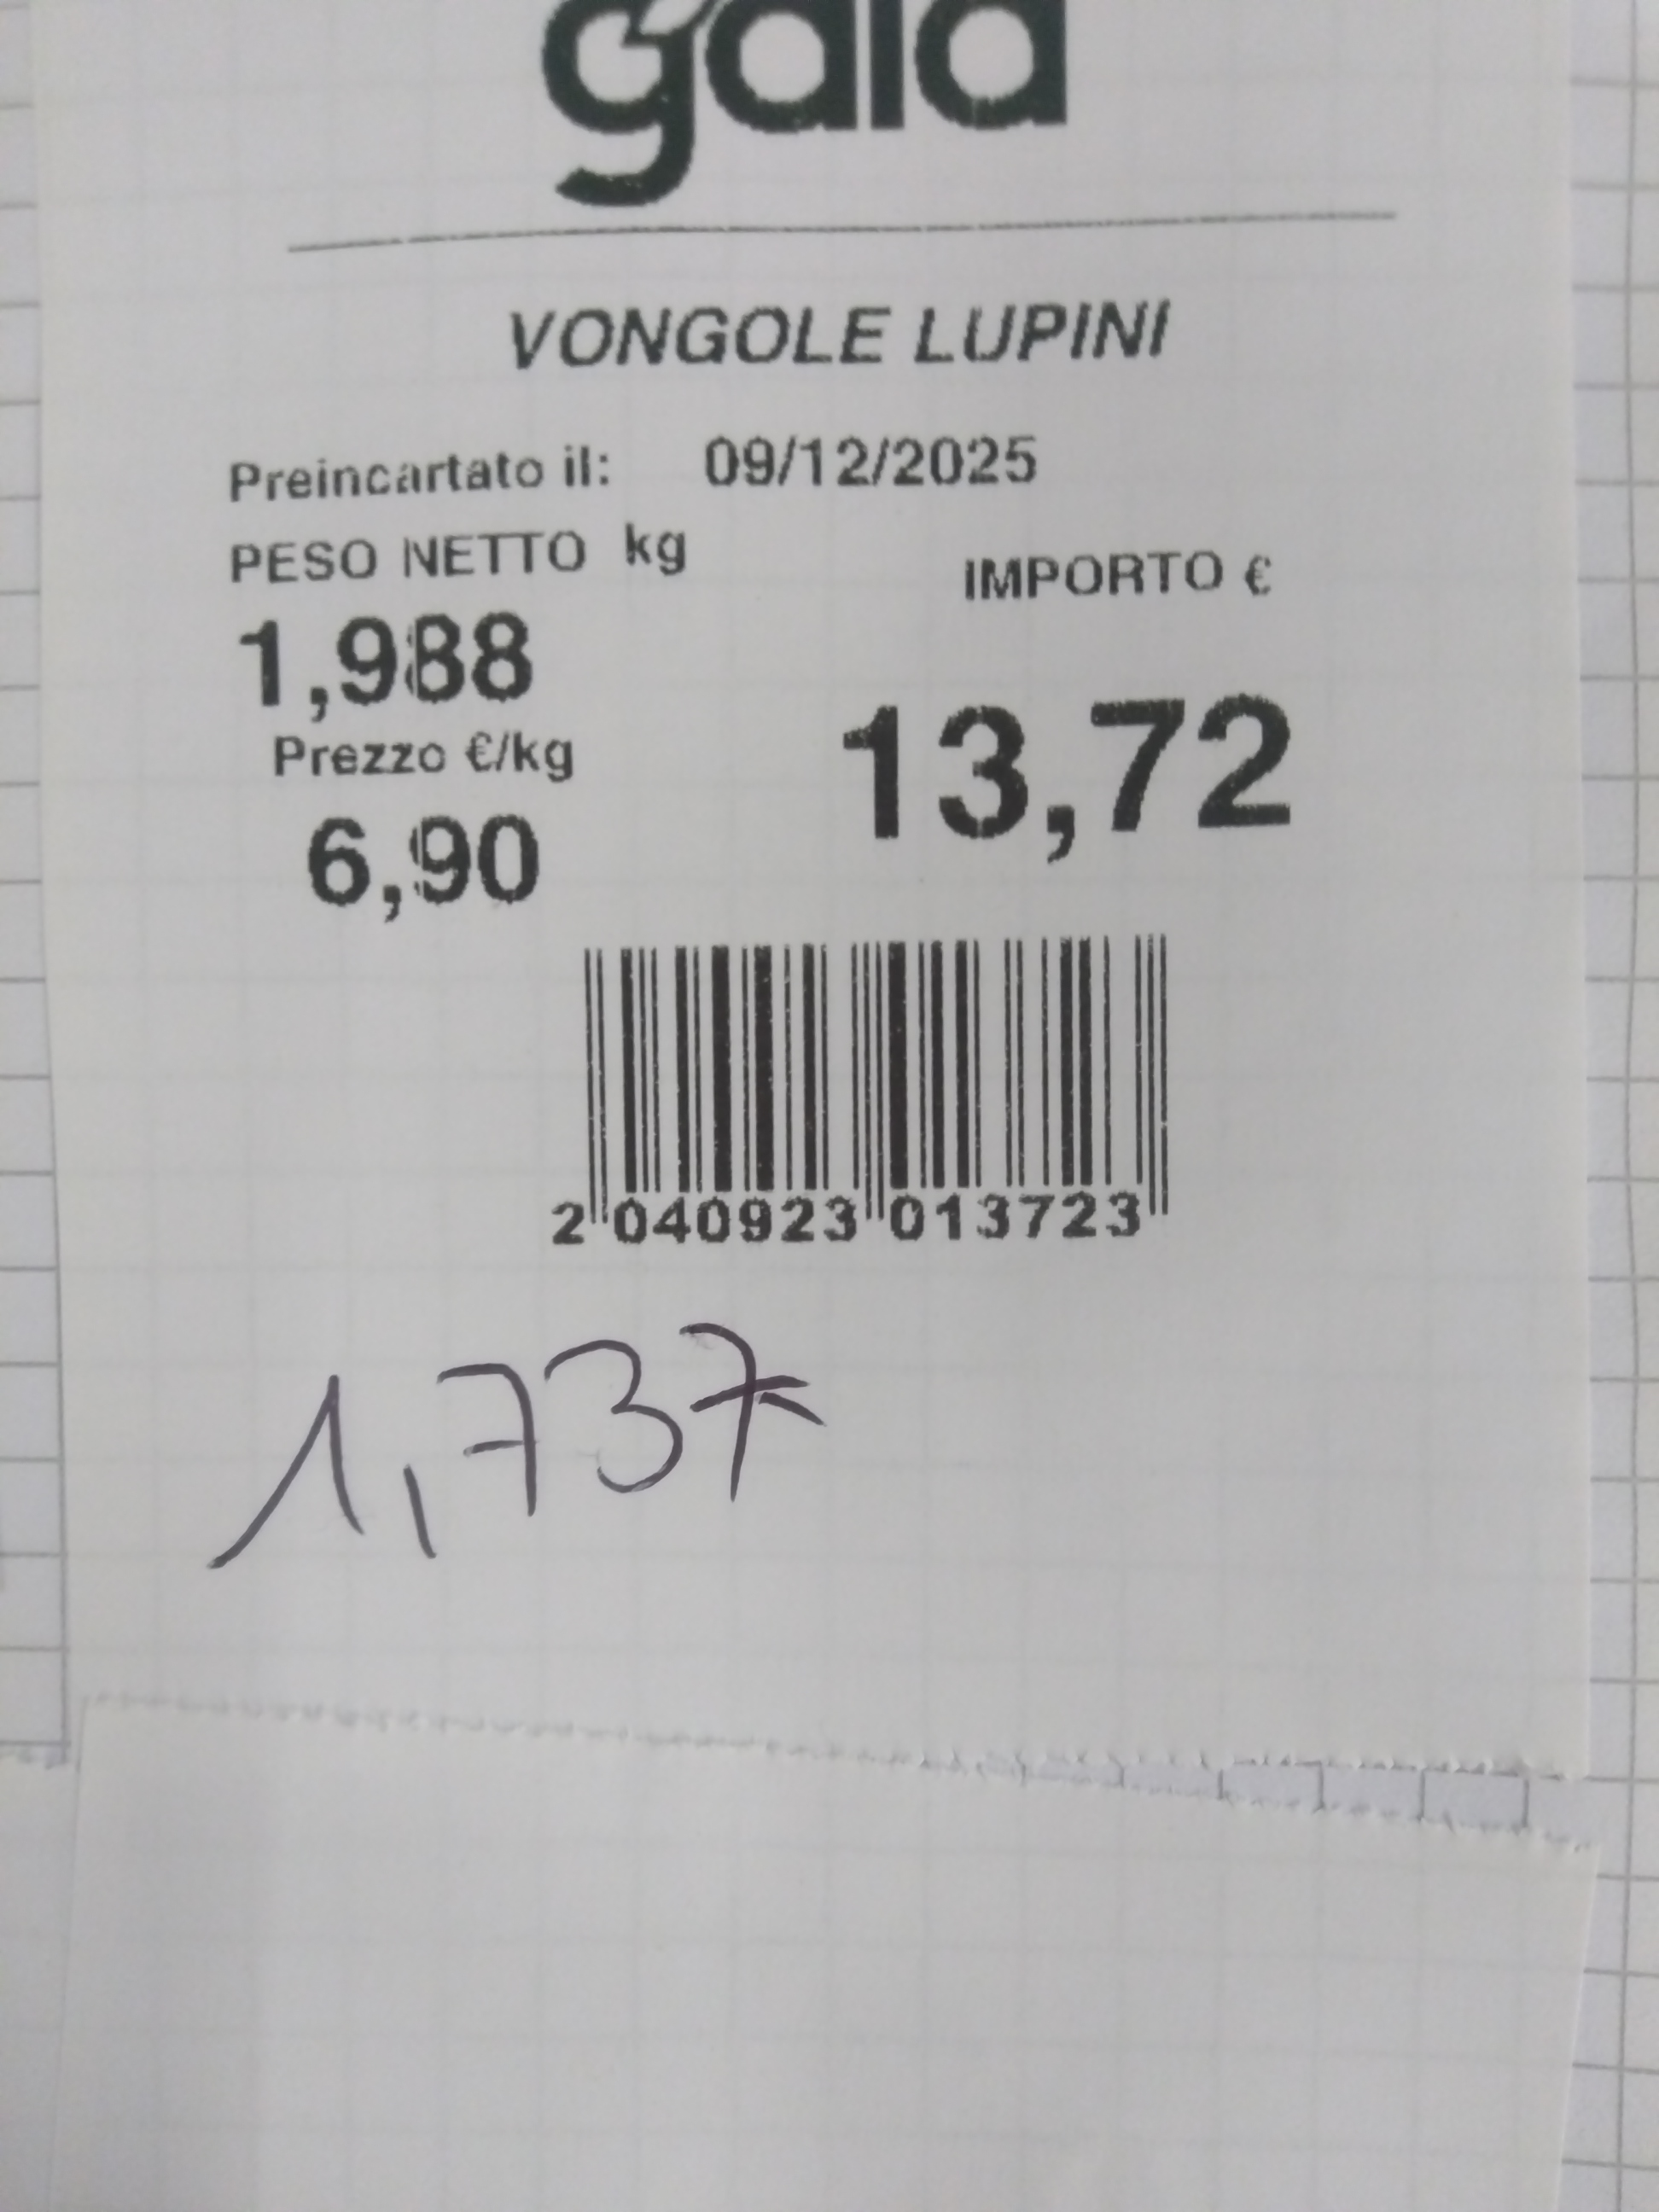 gala
VONGOLE LUPINI
Preincartato il: 09/12/2025
PESO NETTO kg
IMPORTO €
1,988
13,72
Prezzo €/kg
6,90
2 040923 013723
1,737